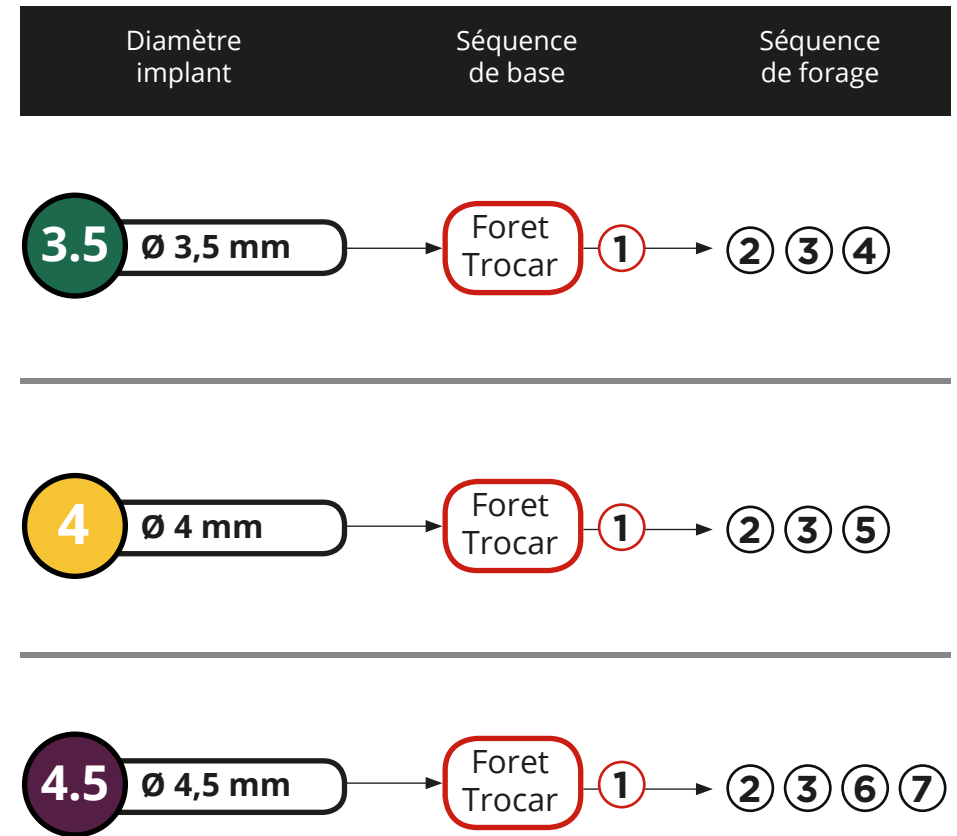 Diamètre
implant
Séquence
de base
Séquence
de forage
3.5
Ø 3,5 mm
Foret
Trocar
1
2 3 4
4
Ø 4 mm
Foret
Trocar
1
2 3 5
4.5
Ø 4,5 mm
Foret
Trocar
1
2 3 6 7